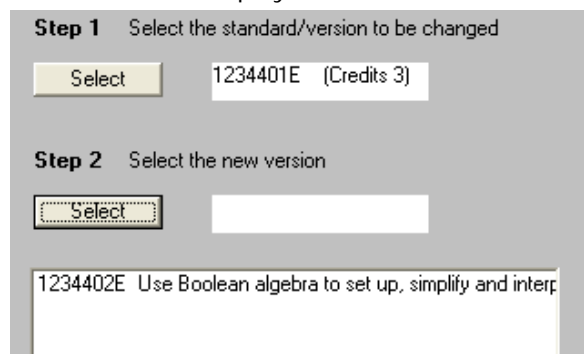 Step 1 Select the standard/version to be changed
Select 1234401E (Credits 3)
Step 2 Select the new version
Select
1234402E Use Boolean algebra to set up, simplify and interp